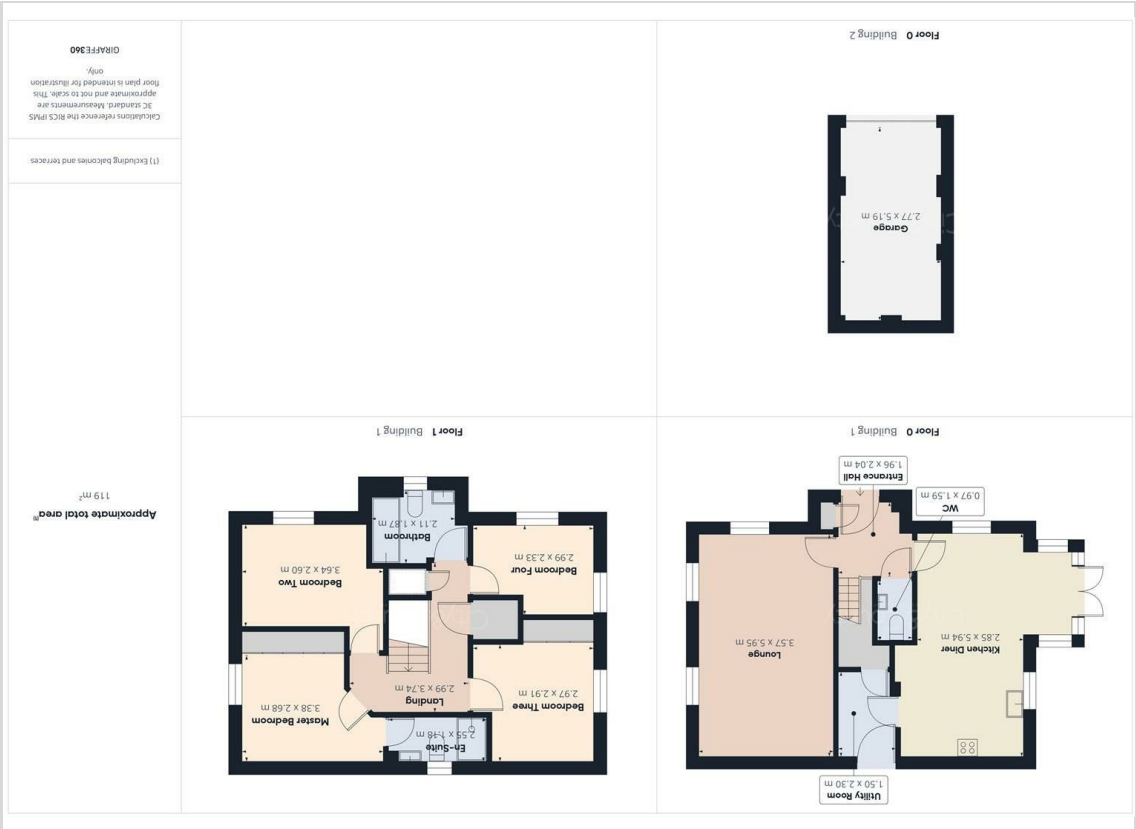 Floor 0 Building 1
Utility Room
1.50 x 2.30 m
Kitchen Diner
2.85 x 5.94 m
Lounge
3.57 x 5.95 m
WC
0.97 x 1.59 m
Entrance Hall
1.96 x 2.04 m
Floor 1 Building 1
En-Suite
2.55 x 1.18 m
Bedroom Three
2.97 x 2.91 m
Landing
2.99 x 3.74 m
Master Bedroom
3.38 x 2.68 m
Bedroom Four
2.99 x 2.33 m
Bedroom Two
3.64 x 2.60 m
Bathroom
2.11 x 1.87 m
Floor 0 Building 2
Garage
2.77 x 5.19 m
Approximate total area⁽¹⁾
119 m²
(1) Excluding balconies and terraces
Calculations reference the RICS IPMS
3C standard. Measurements are
approximate and not to scale. This
floor plan is intended for illustration
only.
GIRAFFE360